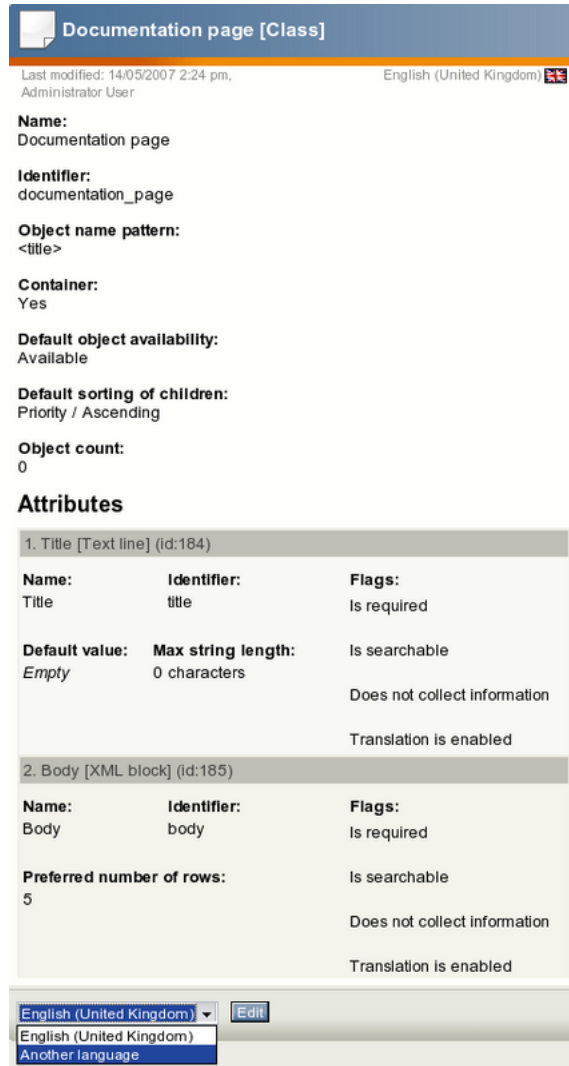 Documentation page [Class]
Last modified: 14/05/2007 2:24 pm, English (United Kingdom)
Administrator User
Name:
Documentation page
Identifier:
documentation_page
Object name pattern:
<title>
Container:
Yes
Default object availability:
Available
Default sorting of children:
Priority / Ascending
Object count:
0
Attributes
1. Title [Text line] (id:184)
Name: Identifier: Flags:
Title title Is required
Default value: Max string length: Is searchable
Empty 0 characters
Does not collect information
Translation is enabled
2. Body [XML block] (id:185)
Name: Identifier: Flags:
Body body Is required
Preferred number of rows: Is searchable
5
Does not collect information
Translation is enabled
English (United Kingdom) Edit
English (United Kingdom)
Another language